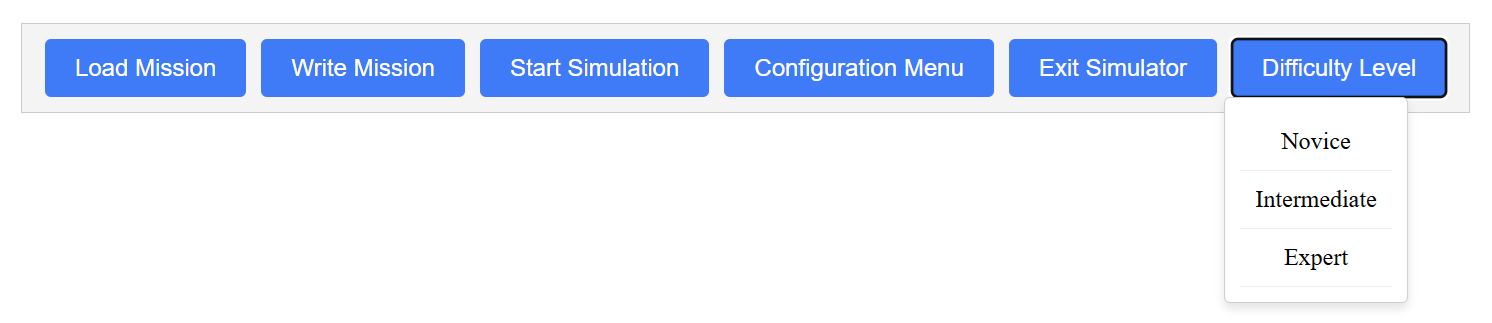 Load Mission Write Mission Start Simulation Configuration Menu Exit Simulator Difficulty Level
Novice
Intermediate
Expert